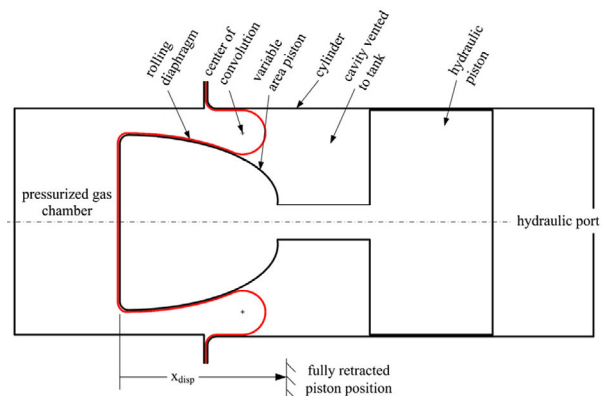 rolling
diaphragm
center of
convolution
variable
area piston
cylinder
cavity vented
to tank
hydraulic
piston
pressurized gas
chamber
hydraulic port
x_disp
fully retracted
piston position